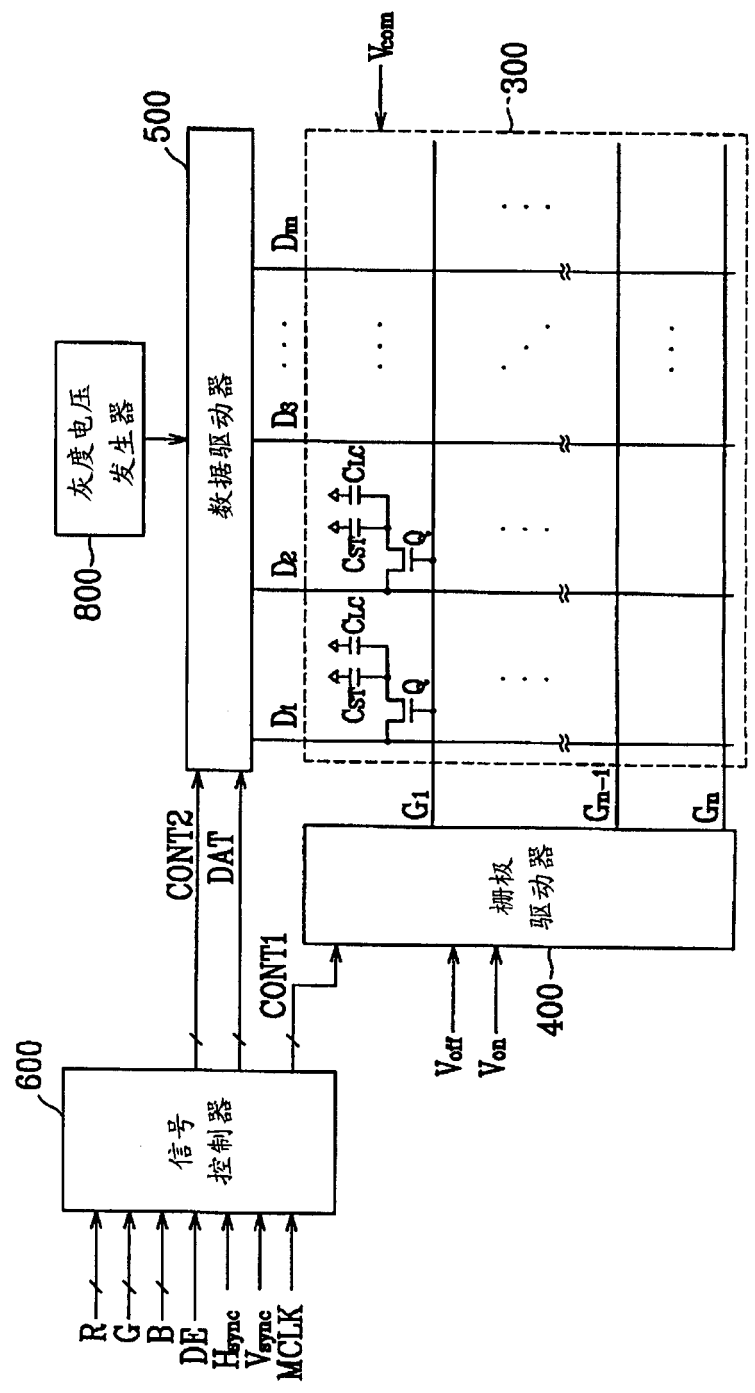 R
G
B
DE
Hsync
Vsync
MCLK
600
信号
控制器
CONT2
DAT
CONT1
800
灰度电压
发生器
500
数据驱动器
Voff
Von
400
栅极
驱动器
G1
Gn-1
Gn
D1
D2
D3
· · ·
Dm
CST
CLC
Q
CST
CLC
Q
Vcom
300